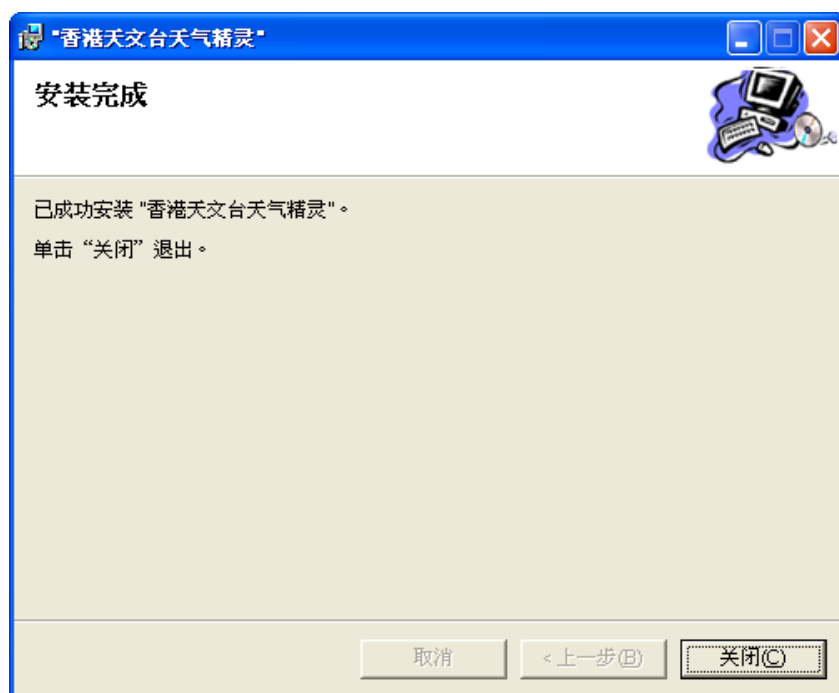 "香港天文台天气精灵"
安装完成
已成功安装 "香港天文台天气精灵"。
单击“关闭”退出。
取消
<上一步(B)
关闭(C)